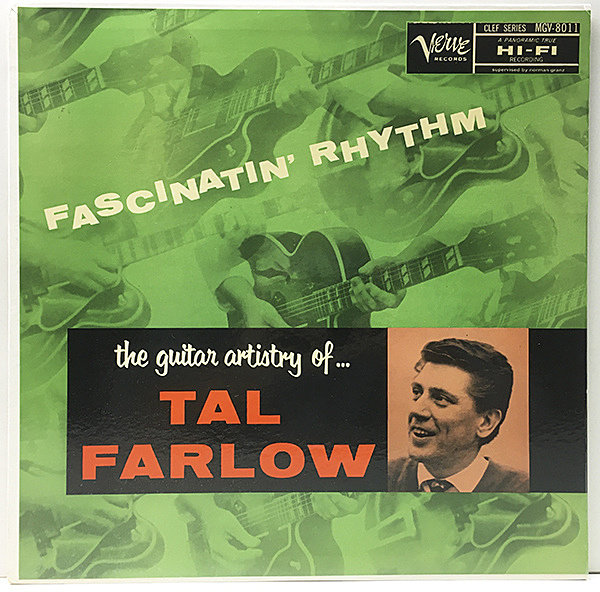 Verve
RECORDS
CLEF SERIES MGV-8011
A PANORAMIC TRUE
HI-FI
RECORDING
supervised by norman granz
FASCINATIN' RHYTHM
the guitar artistry of...
TAL
FARLOW